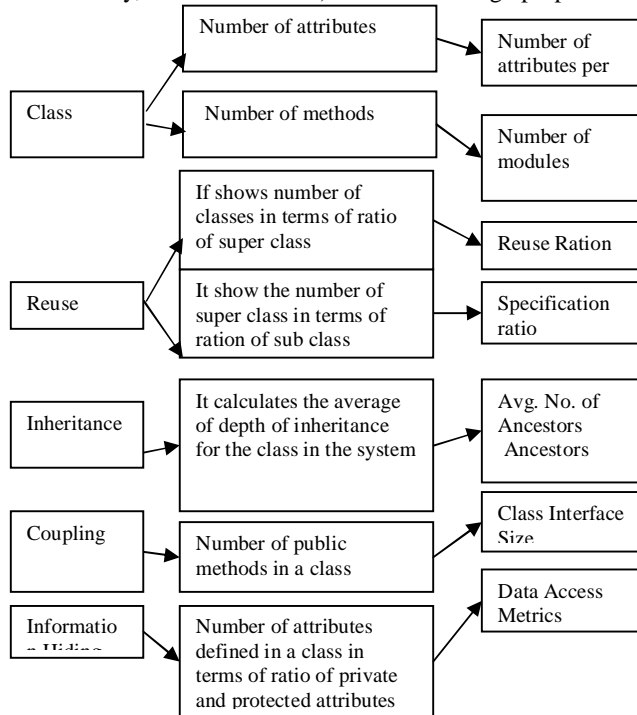 Number of attributes
Number of
attributes per
Class
Number of methods
Number of
modules
If shows number of
classes in terms of ratio
of super class
Reuse Ration
Reuse
It show the number of
super class in terms of
ration of sub class
Specification
ratio
Inheritance
It calculates the average
of depth of inheritance
for the class in the system
Avg. No. of
Ancestors
Ancestors
Coupling
Number of public
methods in a class
Class Interface
Size
Informatio
n Hiding
Number of attributes
defined in a class in
terms of ratio of private
and protected attributes
Data Access
Metrics